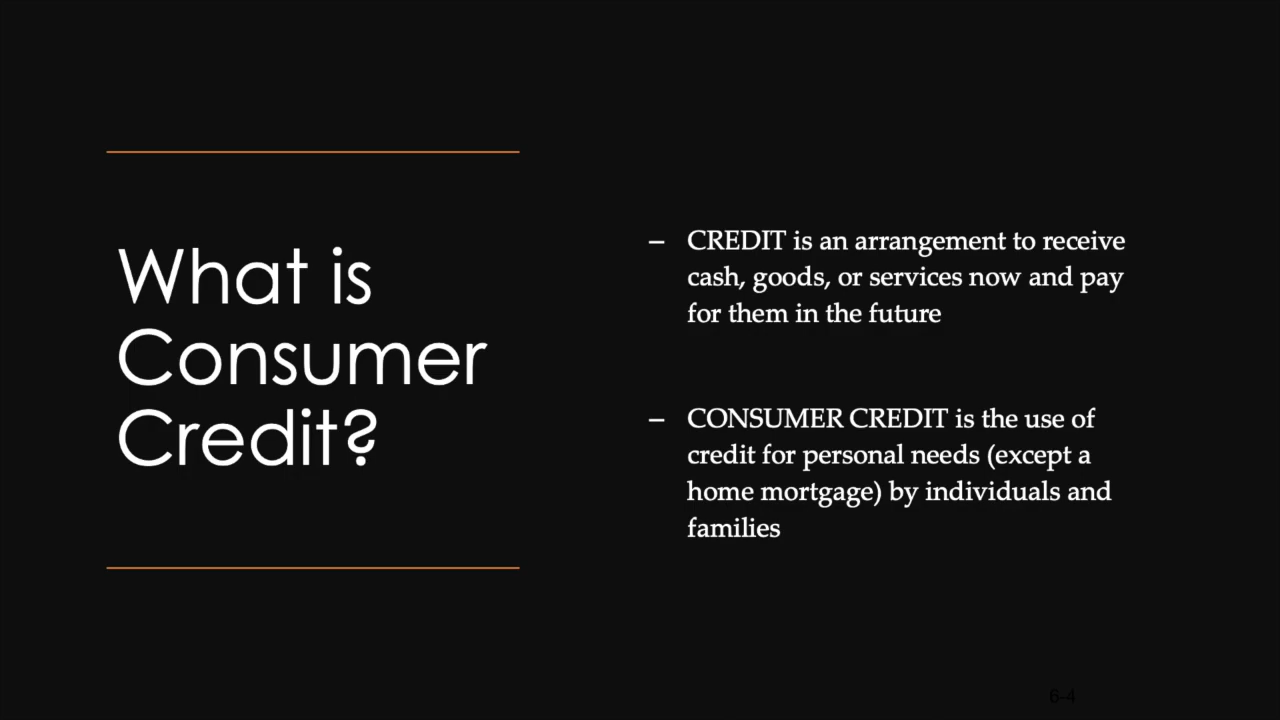 What is
Consumer
Credit?
– CREDIT is an arrangement to receive
cash, goods, or services now and pay
for them in the future
– CONSUMER CREDIT is the use of
credit for personal needs (except a
home mortgage) by individuals and
families
6-4